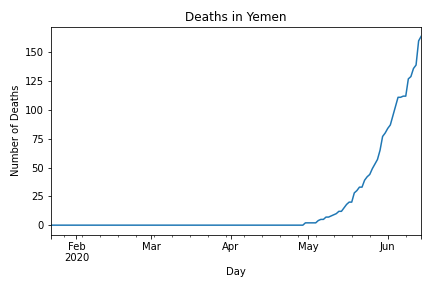 Deaths in Yemen
Number of Deaths
150
125
100
75
50
25
0
Feb
2020
Mar
Apr
May
Jun
Day